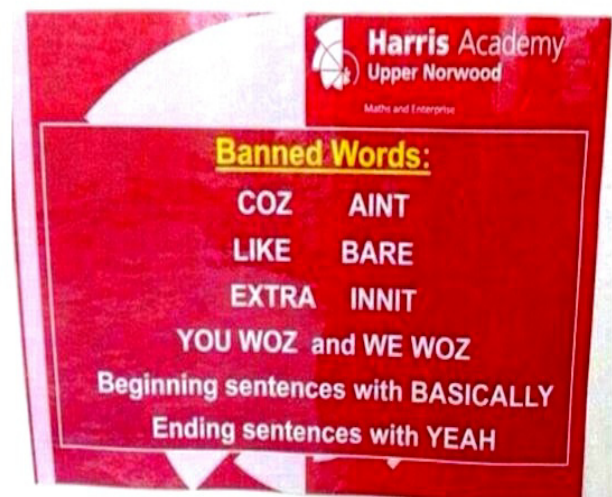 Harris Academy
Upper Norwood
Maths and Enterprise
Banned Words:
COZ AINT
LIKE BARE
EXTRA INNIT
YOU WOZ and WE WOZ
Beginning sentences with BASICALLY
Ending sentences with YEAH